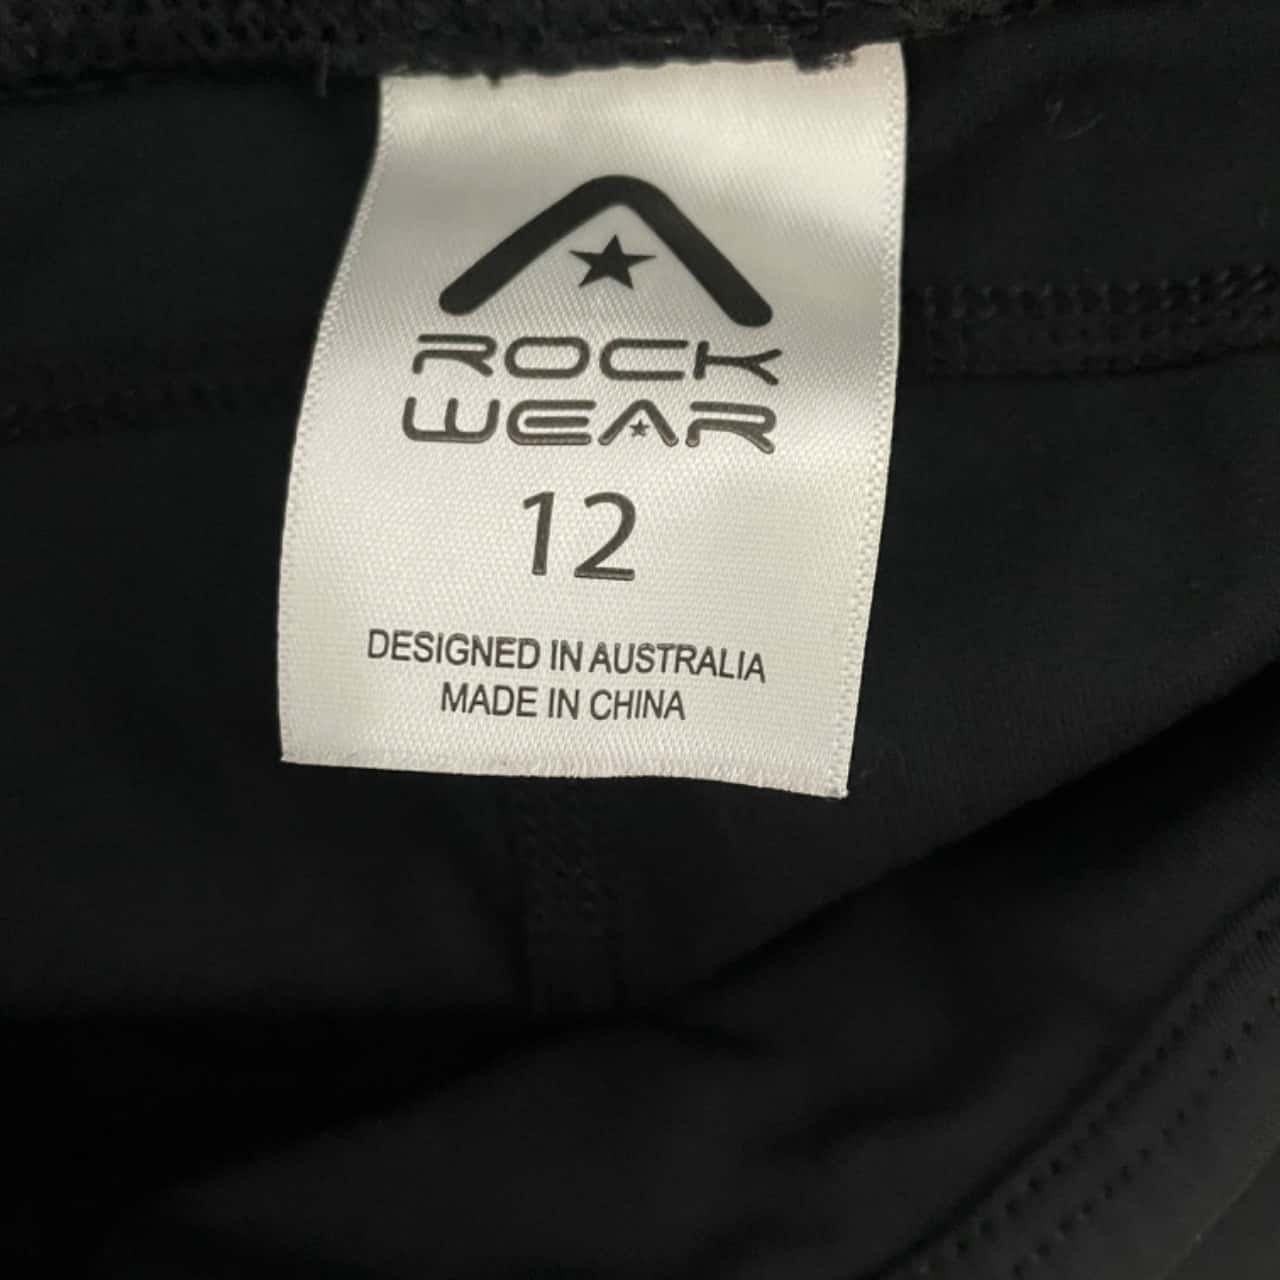 ROCK
WEAR
12
DESIGNED IN AUSTRALIA
MADE IN CHINA